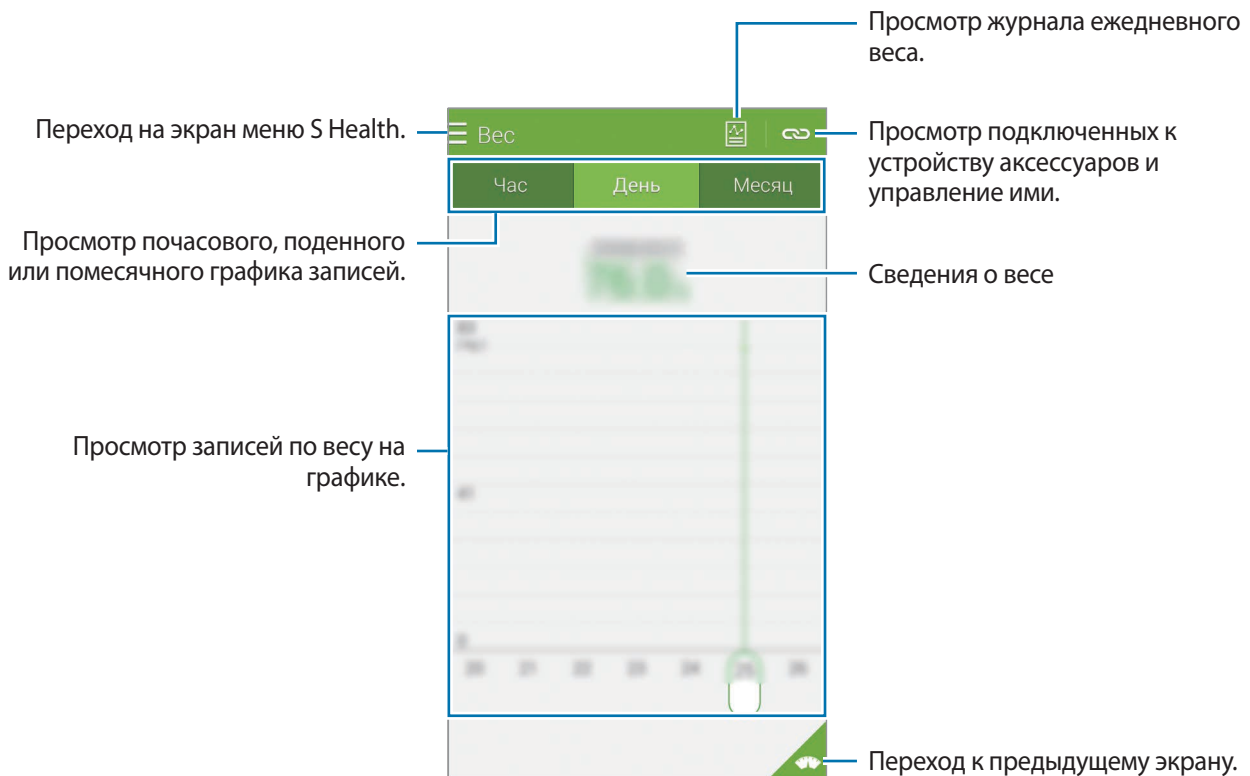 Просмотр журнала ежедневного
веса.
Переход на экран меню S Health.
Вес
Просмотр подключенных к
устройству аксессуаров и
управление ими.
Час День Месяц
Просмотр почасового, поденного
или помесячного графика записей.
Сведения о весе
Просмотр записей по весу на
графике.
Переход к предыдущему экрану.